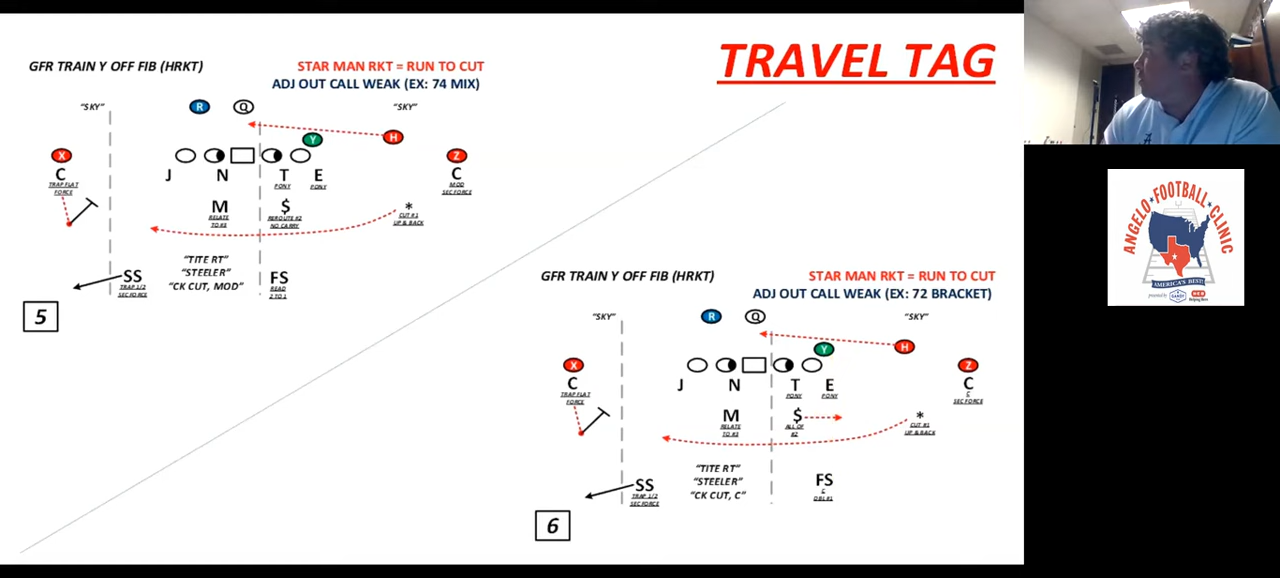 TRAVEL TAG
GFR TRAIN Y OFF FIB (HRKT)
STAR MAN RKT = RUN TO CUT
ADJ OUT CALL WEAK (EX: 74 MIX)
"SKY"
R
Q
"SKY"
H
Y
X
Z
C
TRAP FLAT
FORCE
J
N
T
PONY
E
PONY
C
MOD
SEC FORCE
M
RELATE
TO #3
$
REROUTE #2
NO CARRY
*
CUT #1
UP & BACK
"TITE RT"
"STEELER"
"CK CUT, MOD"
SS
TRAP 1/2
SEC FORCE
FS
READ
2 TO 1
5
GFR TRAIN Y OFF FIB (HRKT)
STAR MAN RKT = RUN TO CUT
ADJ OUT CALL WEAK (EX: 72 BRACKET)
"SKY"
R
Q
"SKY"
H
Y
X
Z
C
TRAP FLAT
FORCE
J
N
T
PONY
E
PONY
C
C
SEC FORCE
M
RELATE
TO #3
$
ALL OF
#2
*
CUT #1
UP & BACK
"TITE RT"
"STEELER"
"CK CUT, C"
SS
TRAP 1/2
SEC FORCE
FS
C
DBL #1
6
ANGELO FOOTBALL CLINIC
AMERICA'S BEST!